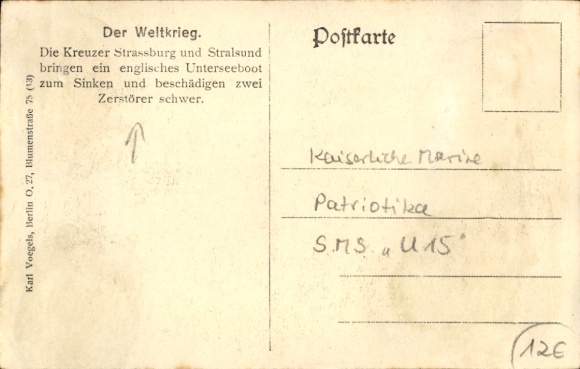 Der Weltkrieg.
Die Kreuzer Strassburg und Stralsund
bringen ein englisches Unterseeboot
zum Sinken und beschädigen zwei
Zerstörer schwer.
Karl Voegels, Berlin O. 27, Blumenstraße 75 (13)
Postkarte
Kaiserliche Marine
Patriotika
S.M.S. „U 15"
12€